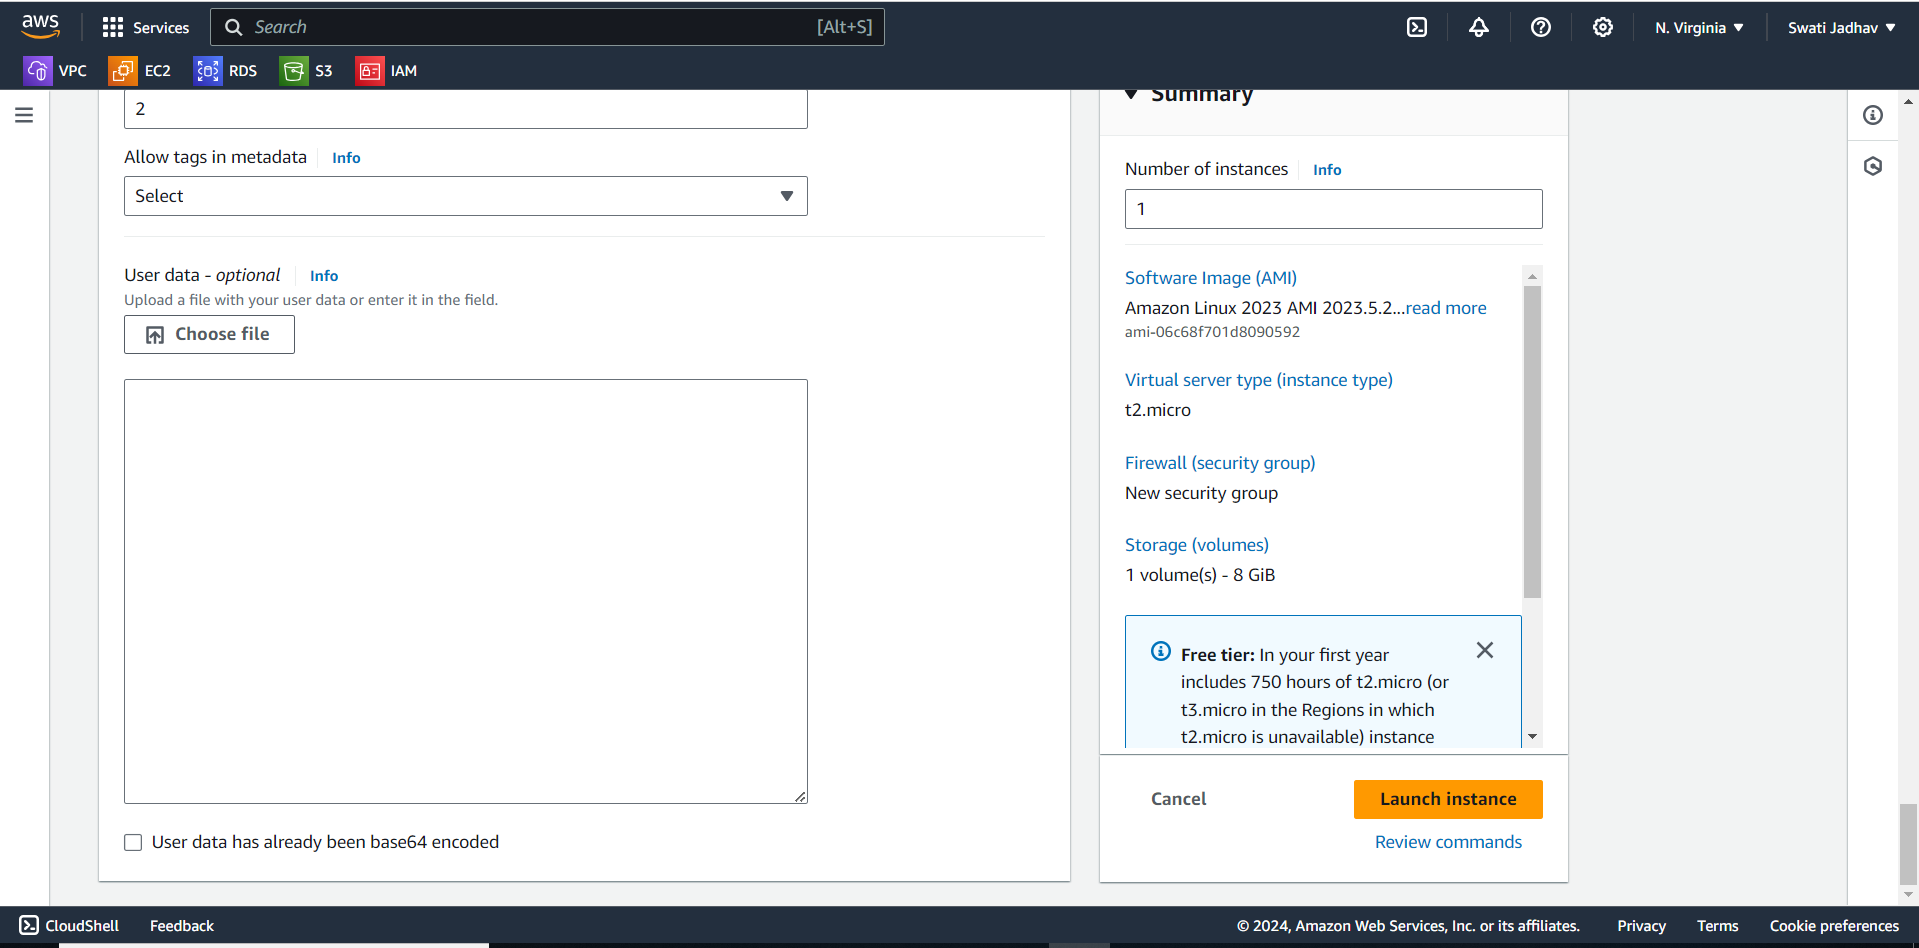 aws
Services
Search
[Alt+S]
N. Virginia
Swati Jadhav
VPC
EC2
RDS
S3
IAM
2
Allow tags in metadata
Info
Select
User data - optional
Info
Upload a file with your user data or enter it in the field.
Choose file
User data has already been base64 encoded
Summary
Number of instances
Info
1
Software Image (AMI)
Amazon Linux 2023 AMI 2023.5.2...read more
ami-06c68f701d8090592
Virtual server type (instance type)
t2.micro
Firewall (security group)
New security group
Storage (volumes)
1 volume(s) - 8 GiB
Free tier: In your first year
includes 750 hours of t2.micro (or
t3.micro in the Regions in which
t2.micro is unavailable) instance
Cancel
Launch instance
Review commands
CloudShell
Feedback
© 2024, Amazon Web Services, Inc. or its affiliates.
Privacy
Terms
Cookie preferences